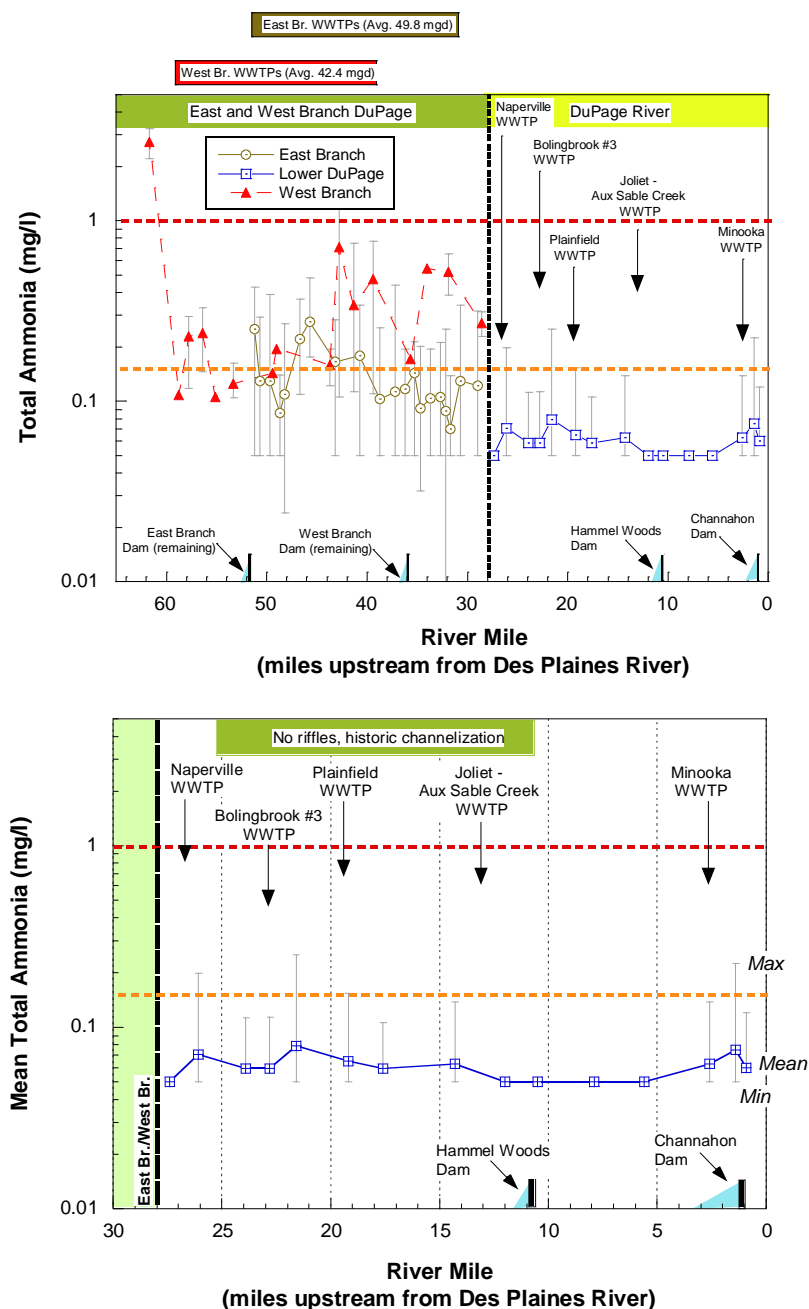 East Br. WWTPs (Avg. 49.8 mgd)
West Br. WWTPs (Avg. 42.4 mgd)
East and West Branch DuPage
DuPage River
East Branch
Lower DuPage
West Branch
Naperville
WWTP
Bolingbrook #3
WWTP
Joliet -
Aux Sable Creek
WWTP
Plainfield
WWTP
Minooka
WWTP
Total Ammonia (mg/l)
1
0.1
0.01
East Branch
Dam (remaining)
West Branch
Dam (remaining)
Hammel Woods
Dam
Channahon
Dam
60
50
40
30
20
10
0
River Mile
(miles upstream from Des Plaines River)
No riffles, historic channelization
Naperville
WWTP
Bolingbrook #3
WWTP
Plainfield
WWTP
Joliet -
Aux Sable Creek
WWTP
Minooka
WWTP
Mean Total Ammonia (mg/l)
1
0.1
0.01
East Br./West Br.
Max
Mean
Min
Hammel Woods
Dam
Channahon
Dam
30
25
20
15
10
5
0
River Mile
(miles upstream from Des Plaines River)